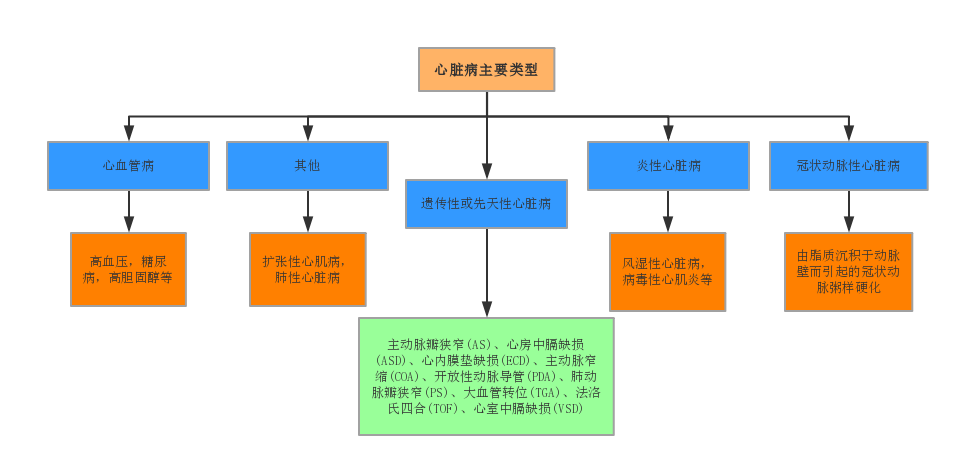 心脏病主要类型
心血管病
其他
遗传性或先天性心脏病
炎性心脏病
冠状动脉性心脏病
高血压，糖尿
病，高胆固醇等
扩张性心肌病，
肺性心脏病
风湿性心脏病，
病毒性心肌炎等
由脂质沉积于动脉
壁而引起的冠状动
脉粥样硬化
主动脉瓣狭窄(AS)、心房中膈缺损
(ASD)、心内膜垫缺损(ECD)、主动脉窄
缩(COA)、开放性动脉导管(PDA)、肺动
脉瓣狭窄(PS)、大血管转位(TGA)、法洛
氏四合(TOF)、心室中膈缺损(VSD)